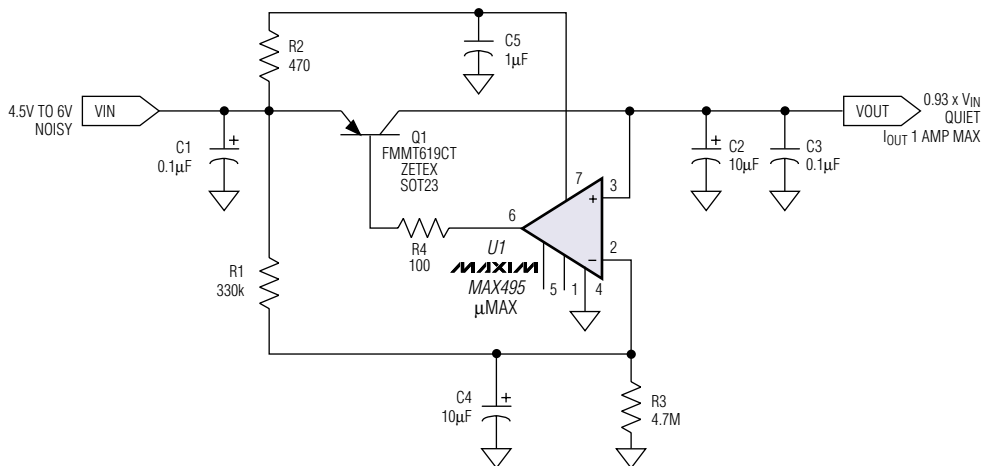 C5
1µF
R2
470
4.5V TO 6V
NOISY
VIN
VOUT
0.93 x VIN
QUIET
IOUT 1 AMP MAX
C1
0.1µF
+
Q1
FMMT619CT
ZETEX
SOT23
+
C2
10µF
C3
0.1µF
7
3
+
6
2
−
R4
100
U1
MAXIM
MAX495
µMAX
5
1
4
R1
330k
C4
10µF
+
R3
4.7M